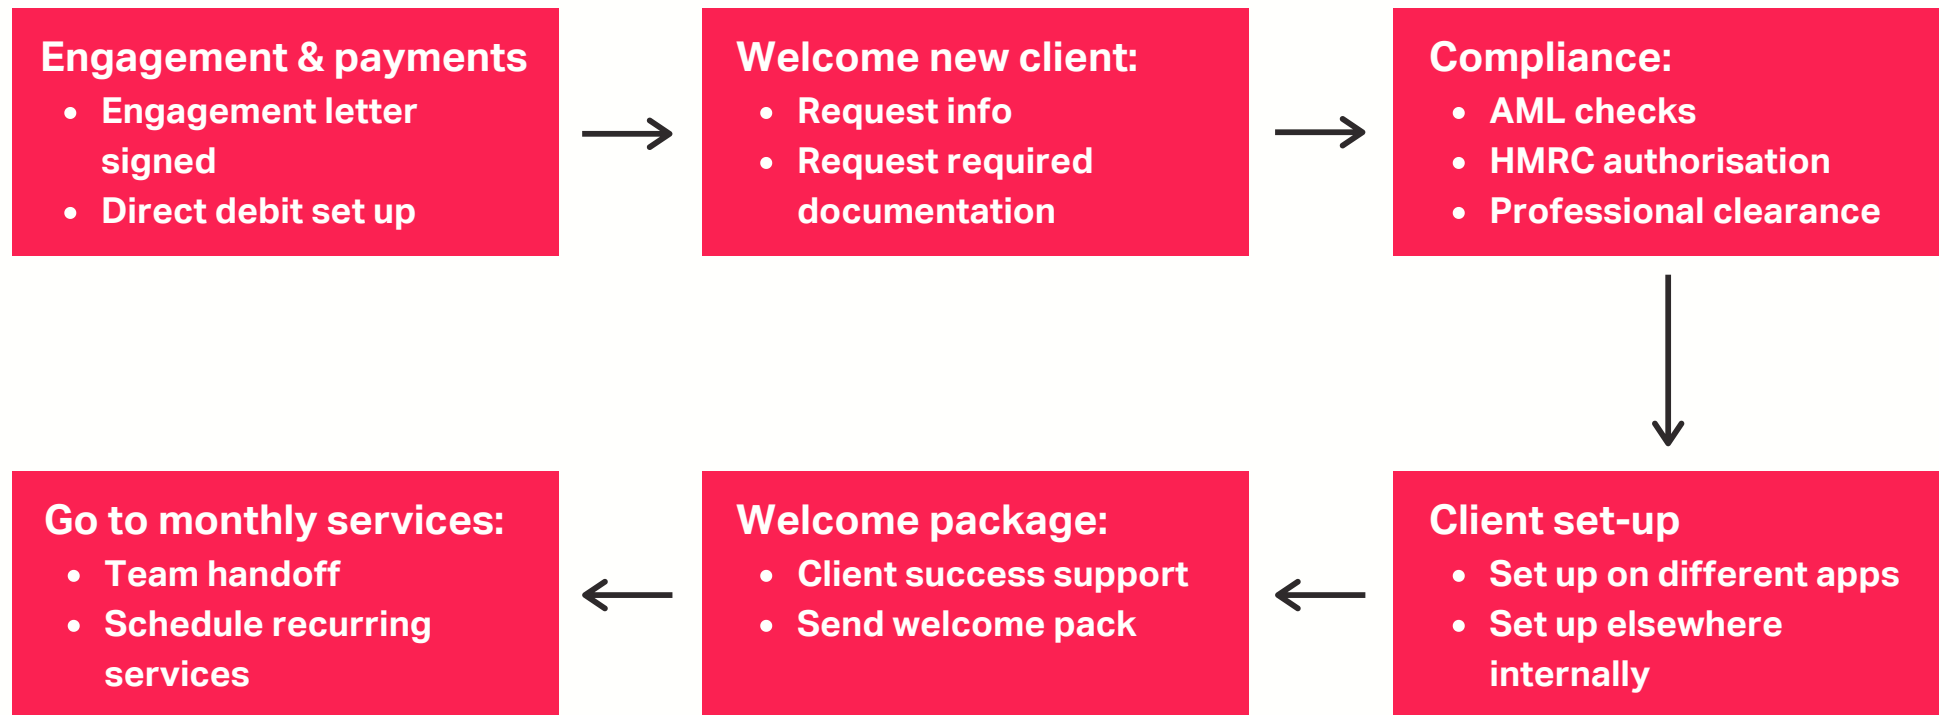 Engagement & payments
• Engagement letter
signed
• Direct debit set up
Welcome new client:
• Request info
• Request required
documentation
Compliance:
• AML checks
• HMRC authorisation
• Professional clearance
Client set-up
• Set up on different apps
• Set up elsewhere
internally
Welcome package:
• Client success support
• Send welcome pack
Go to monthly services:
• Team handoff
• Schedule recurring
services